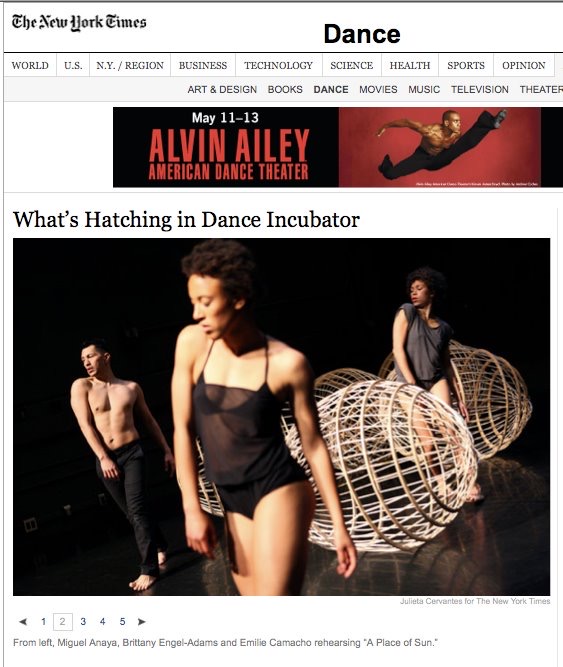 The New York Times
Dance
WORLD U.S. N.Y. / REGION BUSINESS TECHNOLOGY SCIENCE HEALTH SPORTS OPINION
ART & DESIGN BOOKS DANCE MOVIES MUSIC TELEVISION THEATER
May 11–13
ALVIN AILEY
AMERICAN DANCE THEATER
What's Hatching in Dance Incubator
Julieta Cervantes for The New York Times
1 2 3 4 5
From left, Miguel Anaya, Brittany Engel-Adams and Emilie Camacho rehearsing "A Place of Sun."